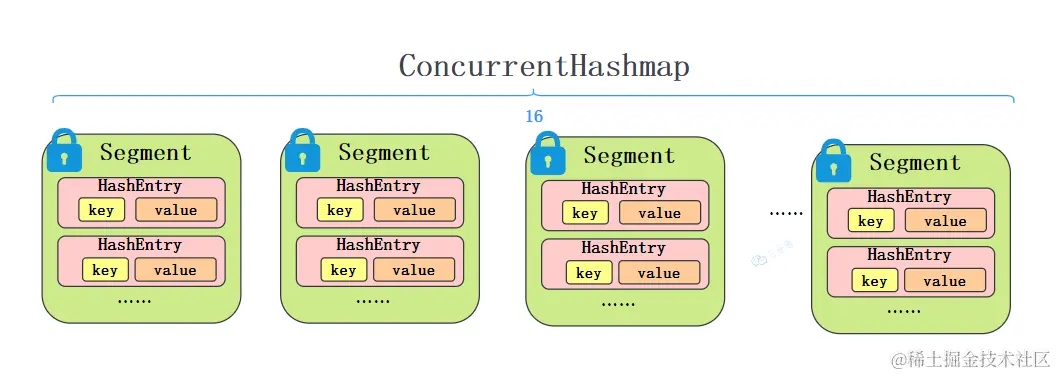 ConcurrentHashmap
16
Segment
HashEntry
key value
HashEntry
key value
······
Segment
HashEntry
key value
HashEntry
key value
······
Segment
HashEntry
key value
HashEntry
key value
······
······
Segment
HashEntry
key value
HashEntry
key value
······
@稀土掘金技术社区